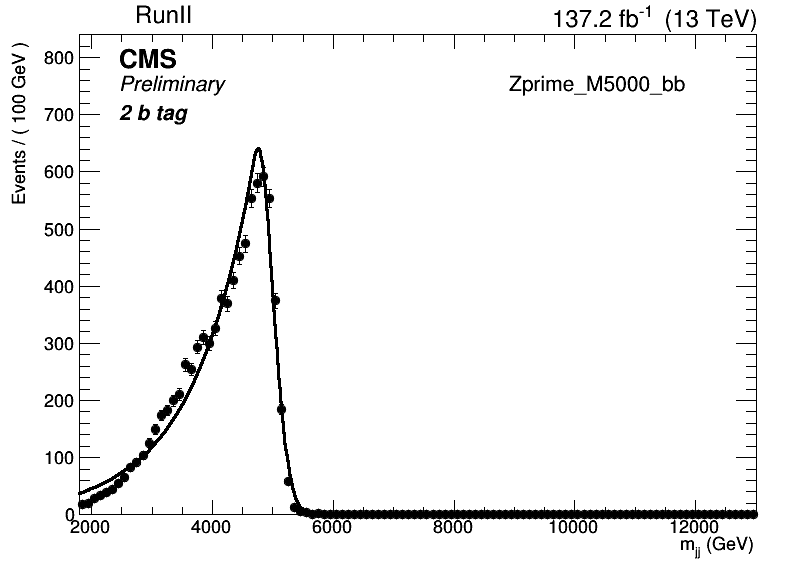 RunII 137.2 fb⁻¹ (13 TeV)
CMS
Preliminary
2 b tag
Zprime_M5000_bb
Events / ( 100 GeV )
800
700
600
500
400
300
200
100
0
2000 4000 6000 8000 10000 12000
m_jj (GeV)